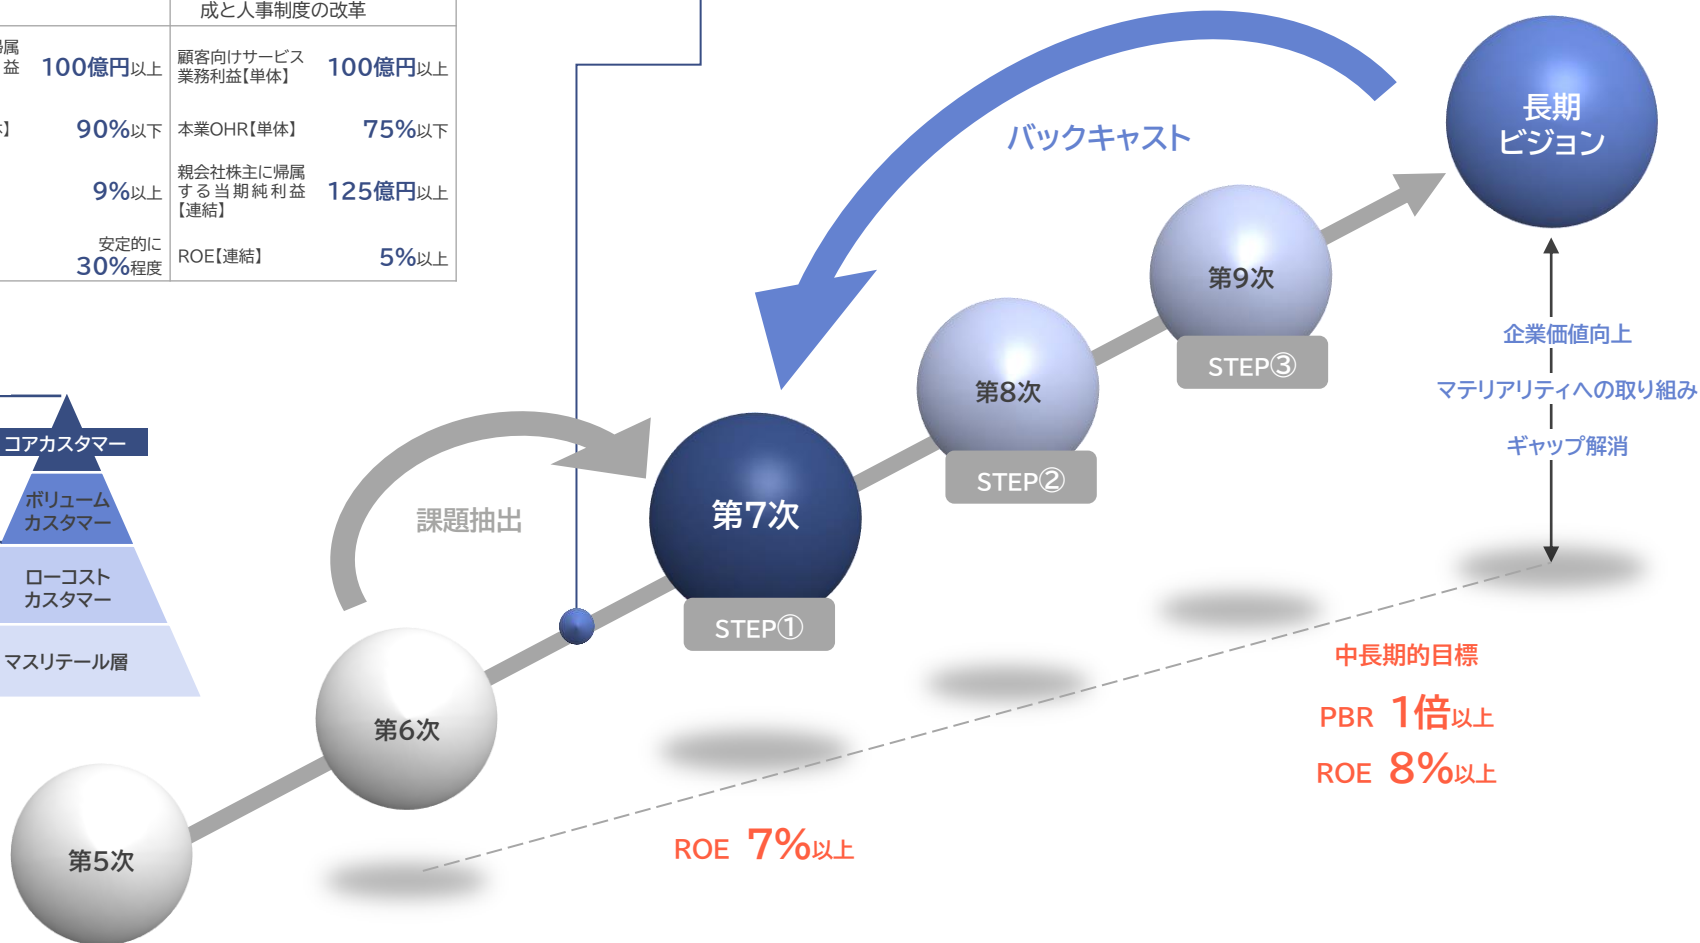 成と人事制度の改革
帰属
益
100億円以上
顧客向けサービス
業務利益【単体】
100億円以上
】
90%以下
本業OHR【単体】
75%以下
9%以上
親会社株主に帰属
する当期純利益
【連結】
125億円以上
安定的に
30%程度
ROE【連結】
5%以上
長期
ビジョン
バックキャスト
第9次
STEP③
企業価値向上
マテリアリティへの取り組み
ギャップ解消
第8次
STEP②
コアカスタマー
ボリューム
カスタマー
ローコスト
カスタマー
マスリテール層
課題抽出
第7次
STEP①
第6次
第5次
中長期的目標
PBR 1倍以上
ROE 8%以上
ROE 7%以上